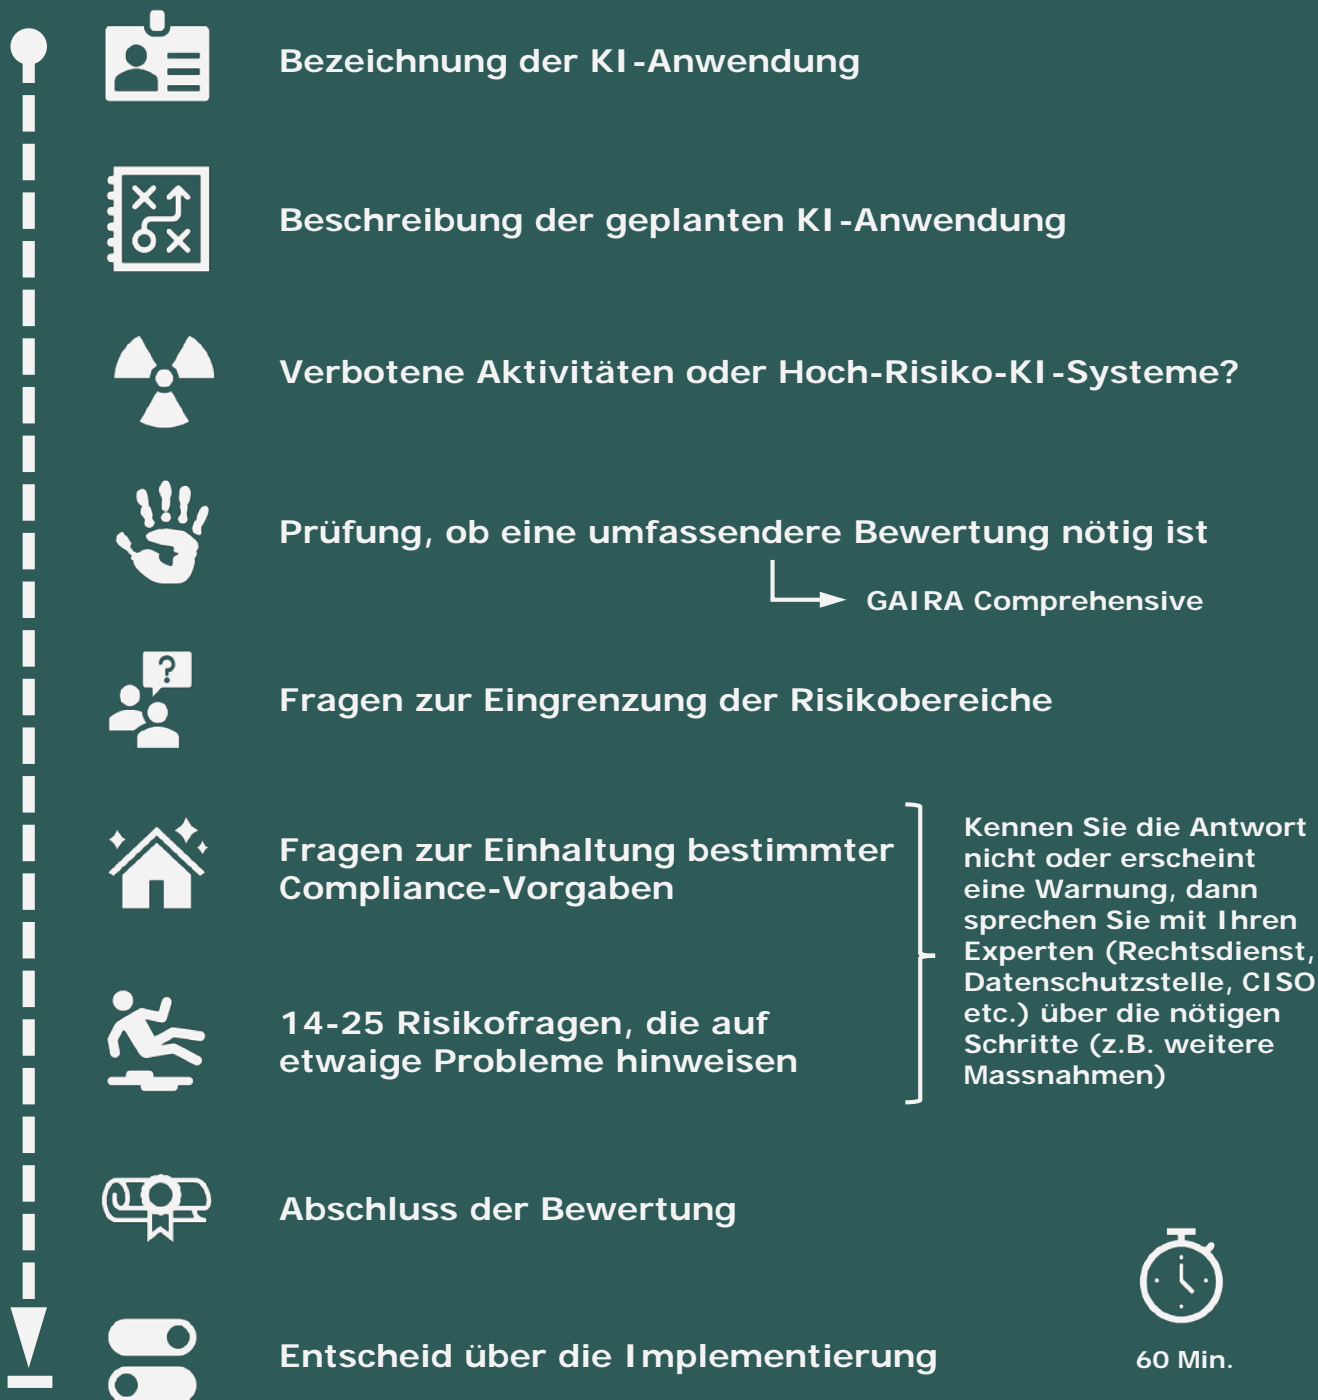 Bezeichnung der KI-Anwendung
Beschreibung der geplanten KI-Anwendung
Verbotene Aktivitäten oder Hoch-Risiko-KI-Systeme?
Prüfung, ob eine umfassendere Bewertung nötig ist
GAIRA Comprehensive
?
Fragen zur Eingrenzung der Risikobereiche
Fragen zur Einhaltung bestimmter
Compliance-Vorgaben
14-25 Risikofragen, die auf
etwaige Probleme hinweisen
Kennen Sie die Antwort
nicht oder erscheint
eine Warnung, dann
sprechen Sie mit Ihren
Experten (Rechtsdienst,
Datenschutzstelle, CISO
etc.) über die nötigen
Schritte (z.B. weitere
Massnahmen)
Abschluss der Bewertung
Entscheid über die Implementierung
60 Min.